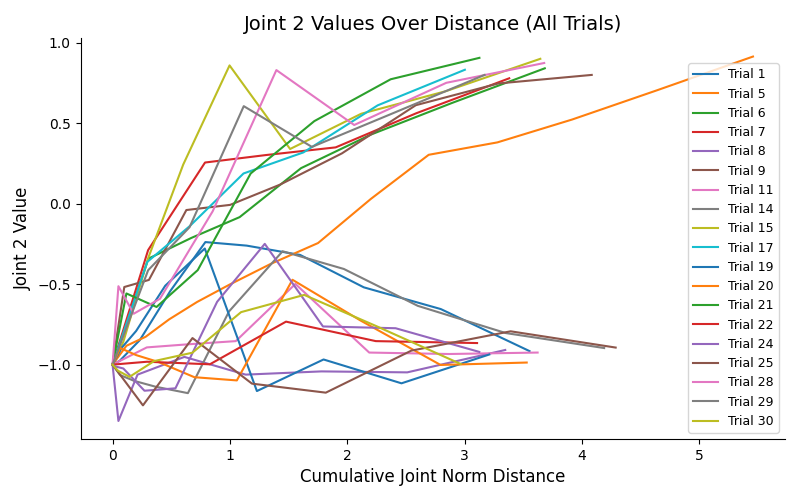 Joint 2 Values Over Distance (All Trials)
1.0
0.5
0.0
−0.5
−1.0
Joint 2 Value
0
1
2
3
4
5
Cumulative Joint Norm Distance
Trial 1
Trial 5
Trial 6
Trial 7
Trial 8
Trial 9
Trial 11
Trial 14
Trial 15
Trial 17
Trial 19
Trial 20
Trial 21
Trial 22
Trial 24
Trial 25
Trial 28
Trial 29
Trial 30